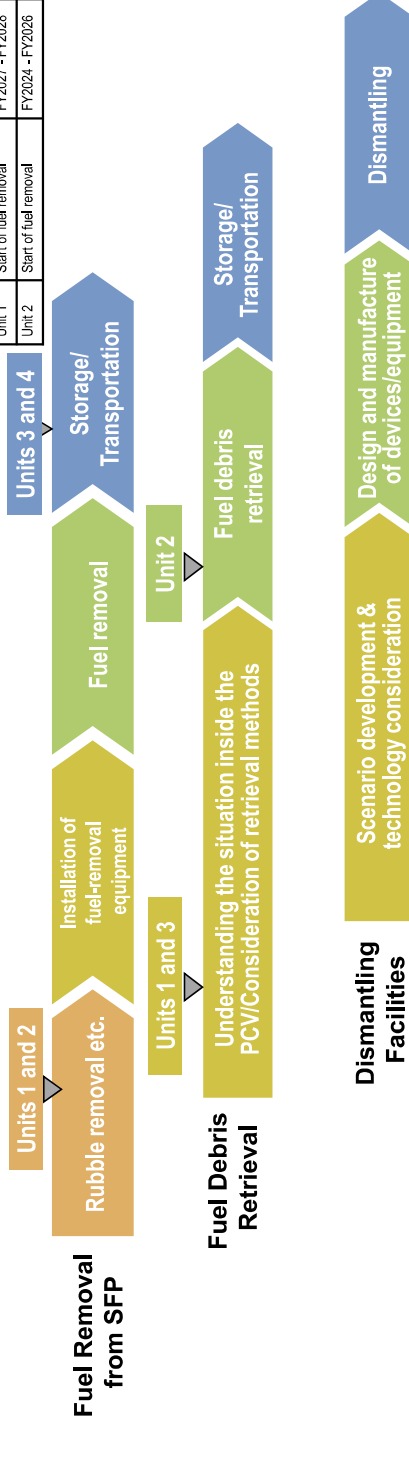 Unit 1 Start of fuel removal FY2027 - FY2028
Unit 2 Start of fuel removal FY2024 - FY2026
Units 1 and 2
Units 3 and 4
Fuel Removal
from SFP
Rubble removal etc.
Installation of
fuel-removal
equipment
Fuel removal
Storage/
Transportation
Units 1 and 3
Unit 2
Fuel Debris
Retrieval
Understanding the situation inside the
PCV/Consideration of retrieval methods
Fuel debris
retrieval
Storage/
Transportation
Dismantling
Facilities
Scenario development &
technology consideration
Design and manufacture
of devices/equipment
Dismantling